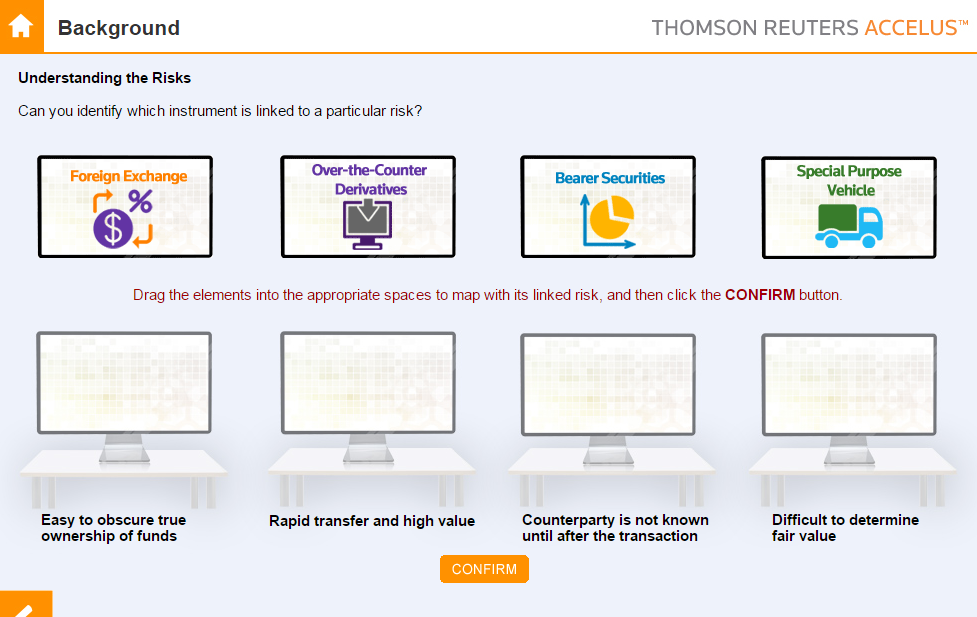 Background
THOMSON REUTERS ACCELUS™
Understanding the Risks
Can you identify which instrument is linked to a particular risk?
Foreign Exchange
$ %
Over-the-Counter
Derivatives
Bearer Securities
Special Purpose
Vehicle
Drag the elements into the appropriate spaces to map with its linked risk, and then click the CONFIRM button.
Easy to obscure true
ownership of funds
Rapid transfer and high value
Counterparty is not known
until after the transaction
Difficult to determine
fair value
CONFIRM